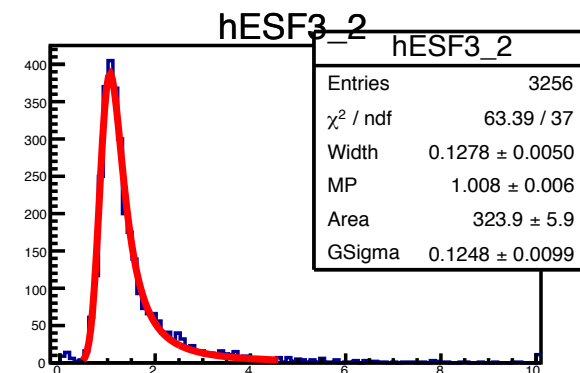 hESF3_2
hESF3_2
Entries 3256
χ² / ndf 63.39 / 37
Width 0.1278 ± 0.0050
MP 1.008 ± 0.006
Area 323.9 ± 5.9
GSigma 0.1248 ± 0.0099
400
350
300
250
200
150
100
50
0
0 2 4 6 8 10